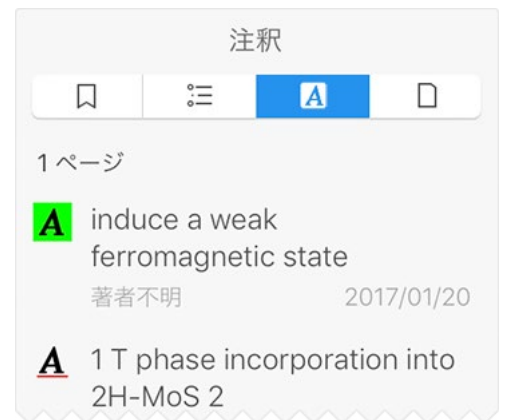 注釈
A
1 ページ
A induce a weak
ferromagnetic state
著者不明 2017/01/20
A 1 T phase incorporation into
2H-MoS 2